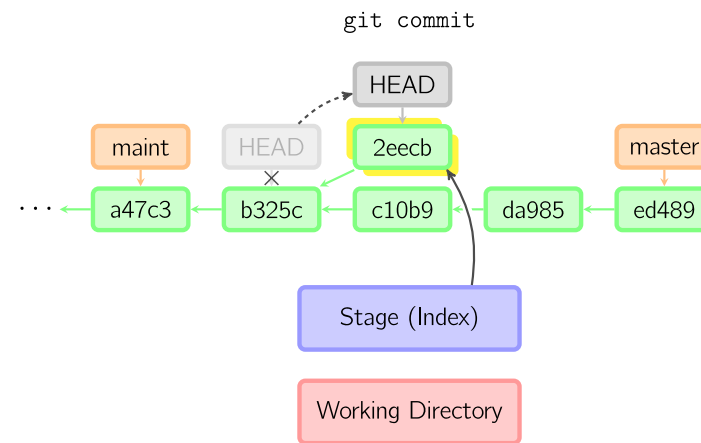 git commit
HEAD
maint
HEAD
2eecb
master
...
a47c3
b325c
c10b9
da985
ed489
Stage (Index)
Working Directory